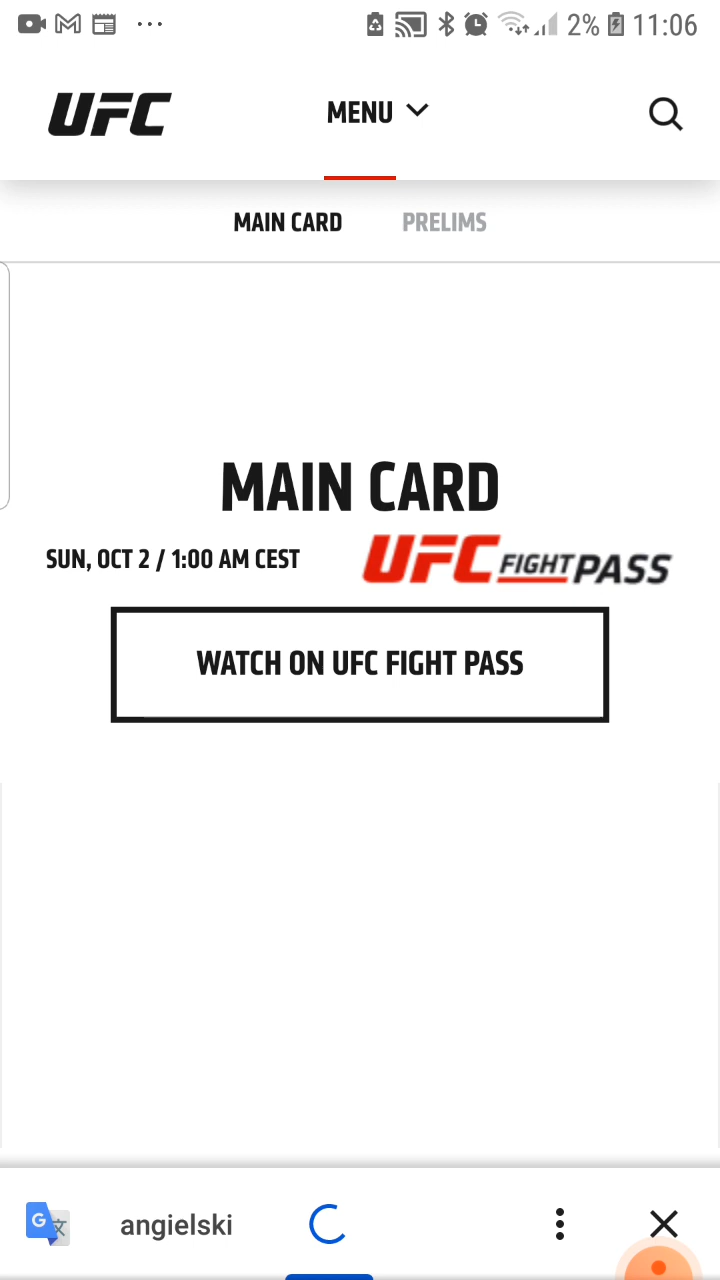 2% 11:06
UFC
MENU
MAIN CARD PRELIMS
MAIN CARD
SUN, OCT 2 / 1:00 AM CEST
UFC FIGHT PASS
WATCH ON UFC FIGHT PASS
G 文 angielski